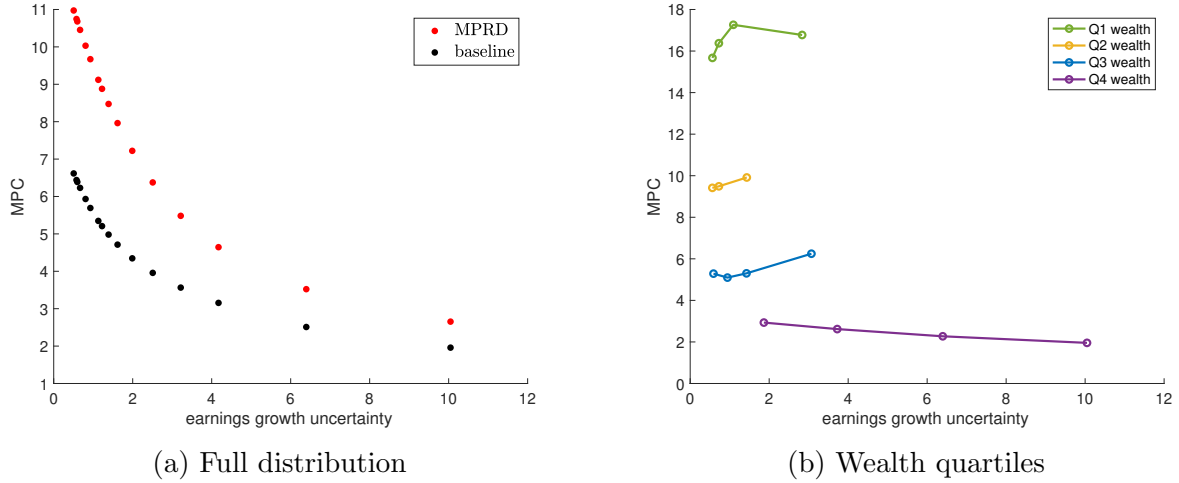 11
10
9
8
7
6
5
4
3
2
1
MPC
0
2
4
6
8
10
12
earnings growth uncertainty
MPRD
baseline
(a) Full distribution
18
16
14
12
10
8
6
4
2
0
MPC
0
2
4
6
8
10
12
earnings growth uncertainty
Q1 wealth
Q2 wealth
Q3 wealth
Q4 wealth
(b) Wealth quartiles